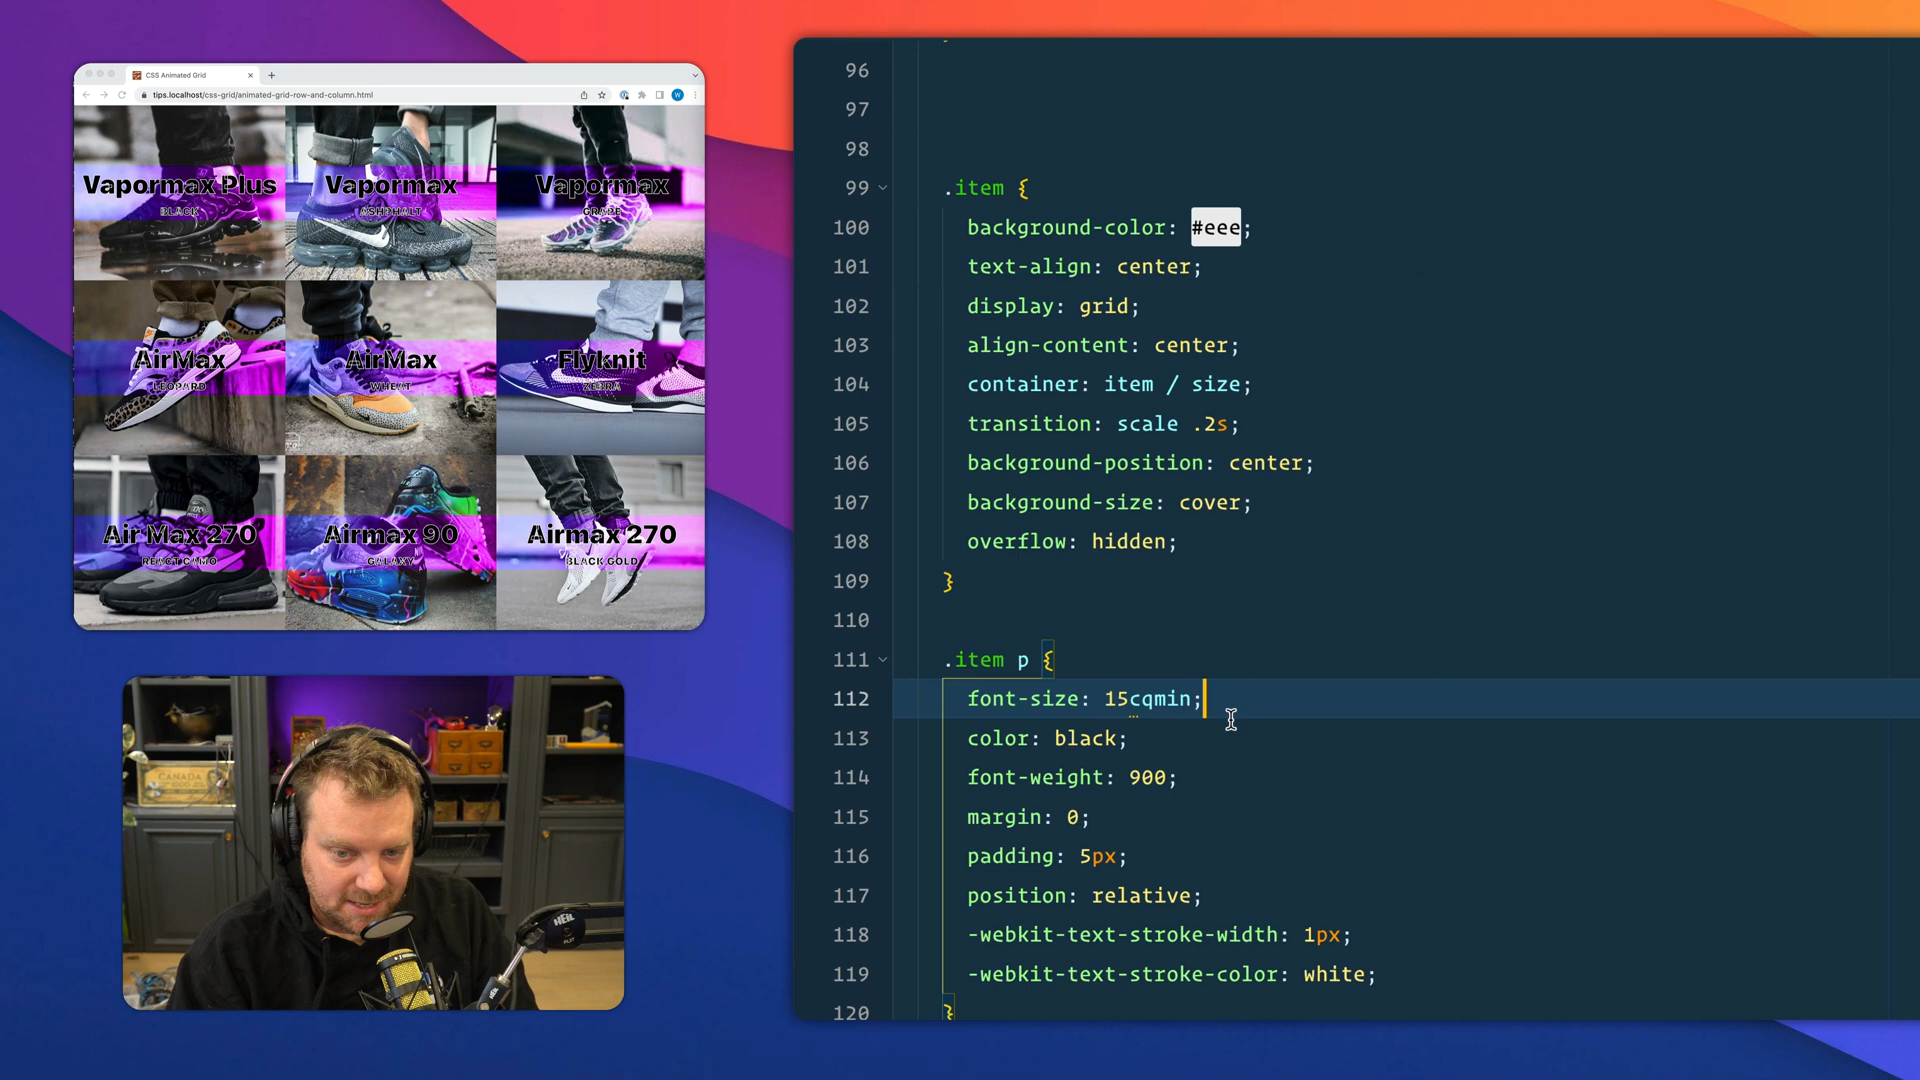 CSS Animated Grid
tips.localhost/css-grid/animated-grid-row-and-column.html
W
Vapormax Plus
BLACK
Vapormax
ASHPHALT
Vapormax
GRAPE
AirMax
LEOPARD
AirMax
WHEAT
Flyknit
ZEBRA
Air Max 270
REACT CAMO
Airmax 90
GALAXY
Airmax 270
BLACK GOLD
CANADA
HEIL
HEIL
96
97
98
99 .item {
100 background-color: #eee;
101 text-align: center;
102 display: grid;
103 align-content: center;
104 container: item / size;
105 transition: scale .2s;
106 background-position: center;
107 background-size: cover;
108 overflow: hidden;
109 }
110
111 .item p {
112 font-size: 15cqmin;
113 color: black;
114 font-weight: 900;
115 margin: 0;
116 padding: 5px;
117 position: relative;
118 -webkit-text-stroke-width: 1px;
119 -webkit-text-stroke-color: white;
120 }